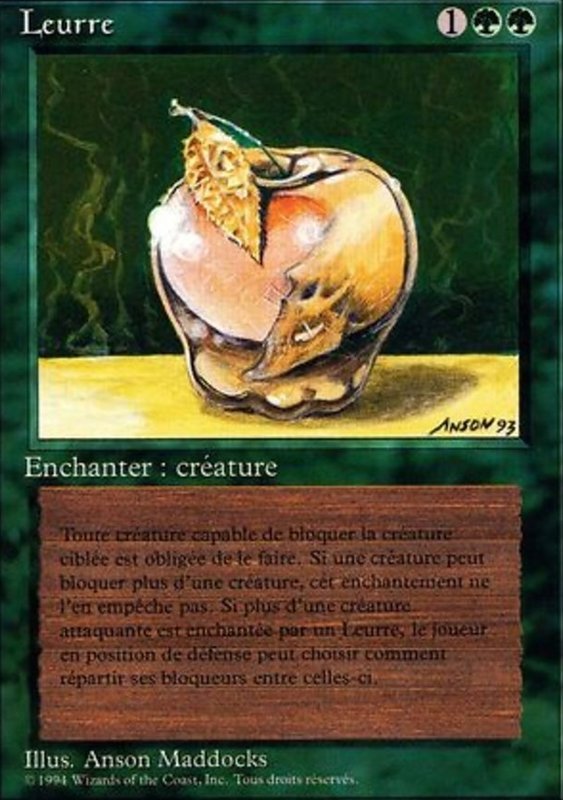 Leurre
1
ANSON 93
Enchanter : créature
Toute créature capable de bloquer la créature
ciblée est obligée de le faire. Si une créature peut
bloquer plus d'une créature, cet enchantement ne
l'en empêche pas. Si plus d'une créature
attaquante est enchantée par un Leurre, le joueur
en position de défense peut choisir comment
répartir ses bloqueurs entre celles-ci.
Illus. Anson Maddocks
© 1994 Wizards of the Coast, Inc. Tous droits réservés.